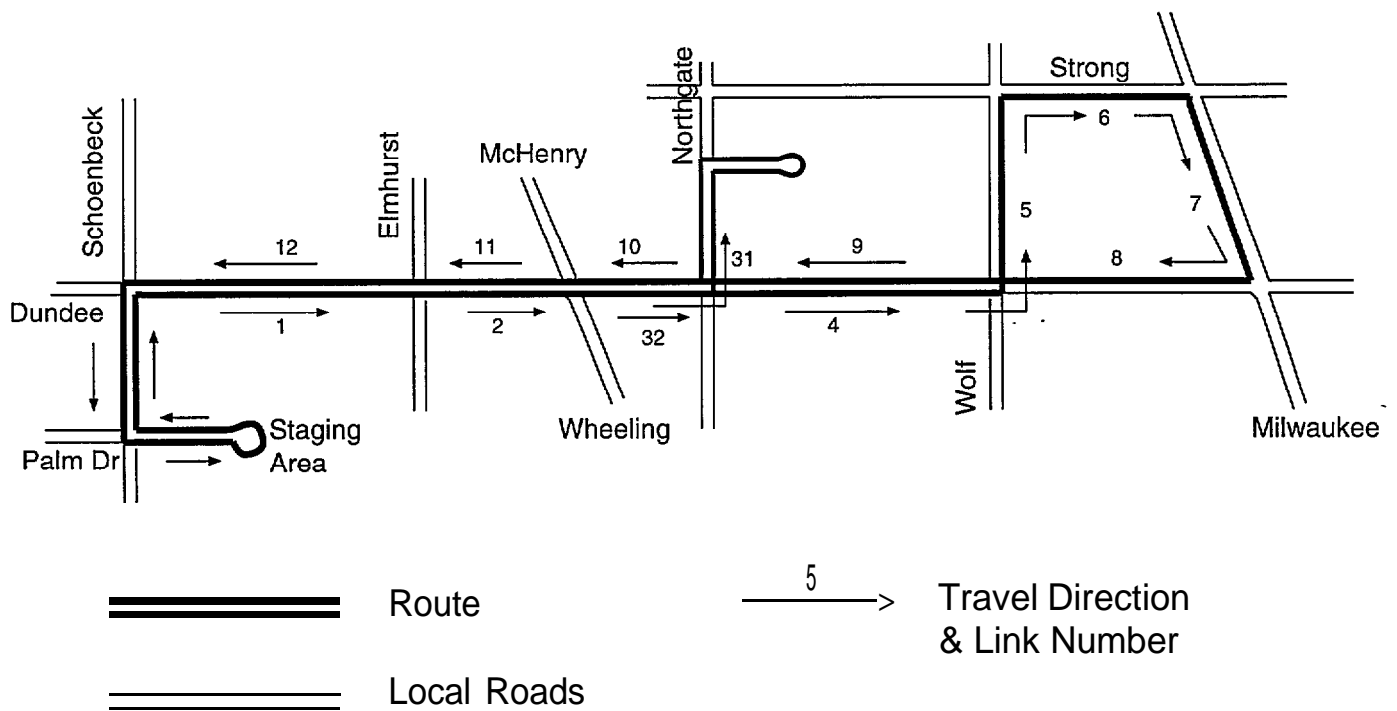 Strong
Northgate
McHenry
Schoenbeck
Elmhurst
6
7
5
12
11
10
31
9
8
Dundee
1
2
32
4
Wolf
Wheeling
Milwaukee
Staging
Area
Palm Dr
Route
5
Travel Direction
& Link Number
Local Roads